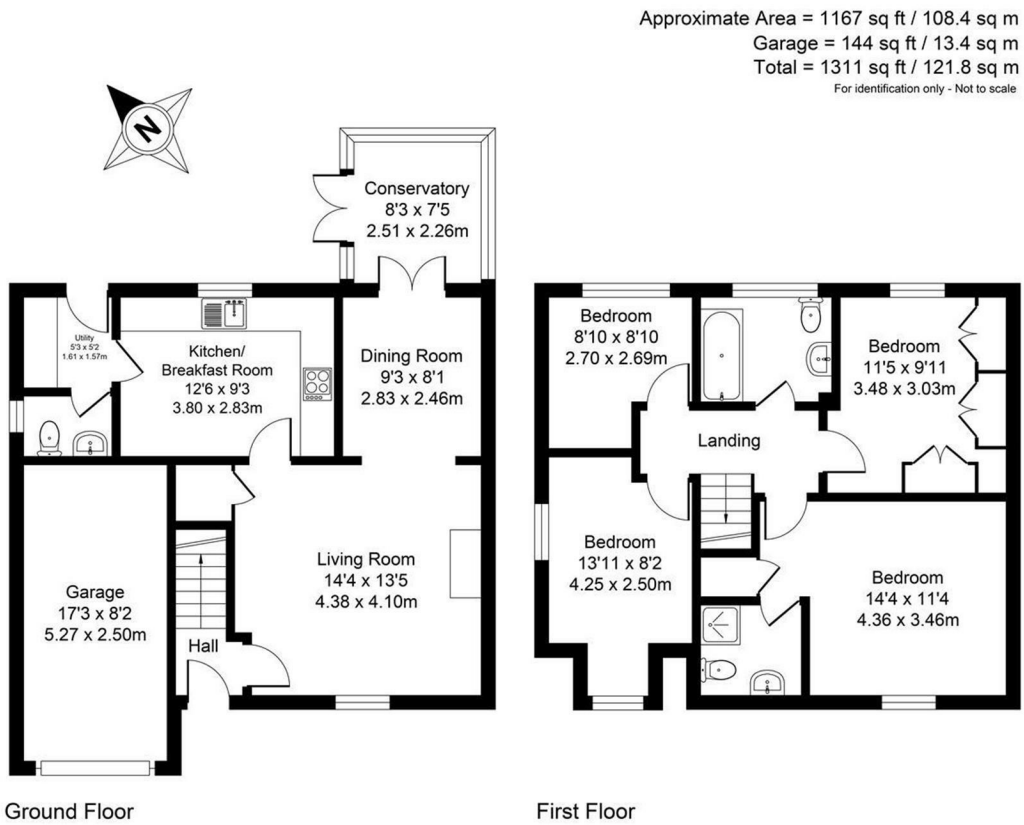 Approximate Area = 1167 sq ft / 108.4 sq m
Garage = 144 sq ft / 13.4 sq m
Total = 1311 sq ft / 121.8 sq m
For identification only - Not to scale
N
Conservatory
8'3 x 7'5
2.51 x 2.26m
Utility
5'3 x 5'2
1.61 x 1.57m
Kitchen/
Breakfast Room
12'6 x 9'3
3.80 x 2.83m
Dining Room
9'3 x 8'1
2.83 x 2.46m
Living Room
14'4 x 13'5
4.38 x 4.10m
Garage
17'3 x 8'2
5.27 x 2.50m
Hall
Ground Floor
Bedroom
8'10 x 8'10
2.70 x 2.69m
Bedroom
11'5 x 9'11
3.48 x 3.03m
Landing
Bedroom
13'11 x 8'2
4.25 x 2.50m
Bedroom
14'4 x 11'4
4.36 x 3.46m
First Floor